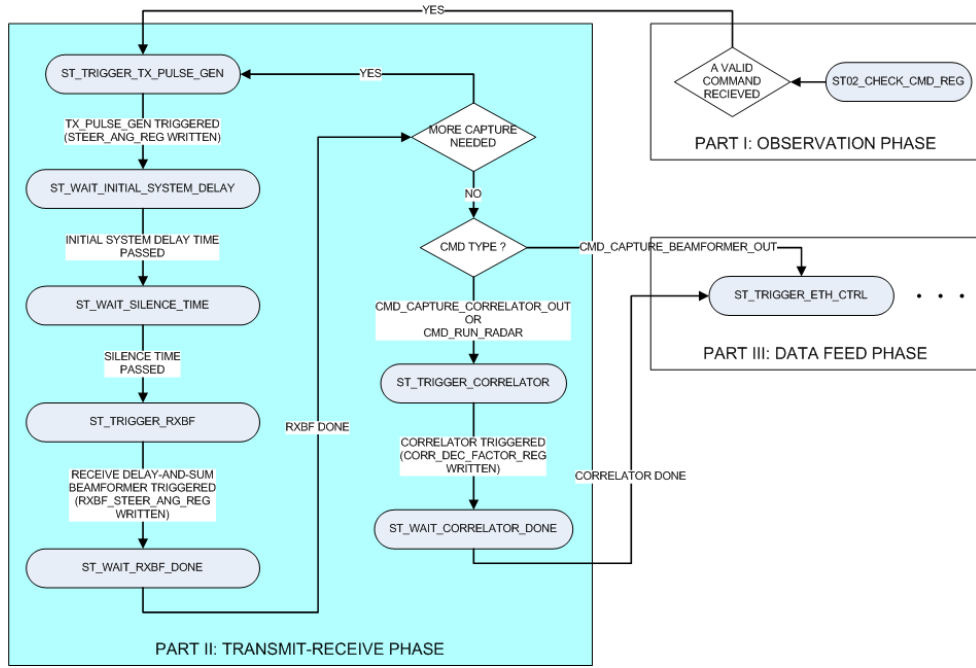 YES
ST_TRIGGER_TX_PULSE_GEN
TX_PULSE_GEN TRIGGERED
(STEER_ANG_REG WRITTEN)
ST_WAIT_INITIAL_SYSTEM_DELAY
INITIAL SYSTEM DELAY TIME
PASSED
ST_WAIT_SILENCE_TIME
SILENCE TIME
PASSED
ST_TRIGGER_RXBF
RECEIVE DELAY-AND-SUM
BEAMFORMER TRIGGERED
(RXBF_STEER_ANG_REG
WRITTEN)
ST_WAIT_RXBF_DONE
RXBF DONE
YES
MORE CAPTURE
NEEDED
NO
CMD TYPE ?
CMD_CAPTURE_CORRELATOR_OUT
OR
CMD_RUN_RADAR
ST_TRIGGER_CORRELATOR
CORRELATOR TRIGGERED
(CORR_DEC_FACTOR_REG
WRITTEN)
ST_WAIT_CORRELATOR_DONE
PART II: TRANSMIT-RECEIVE PHASE
A VALID
COMMAND
RECIEVED
ST02_CHECK_CMD_REG
PART I: OBSERVATION PHASE
CMD_CAPTURE_BEAMFORMER_OUT
ST_TRIGGER_ETH_CTRL
. . .
PART III: DATA FEED PHASE
CORRELATOR DONE